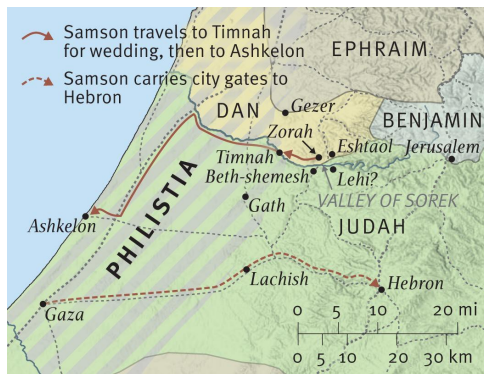 Samson travels to Timnah
for wedding, then to Ashkelon
Samson carries city gates to
Hebron
EPHRAIM
DAN
Gezer
BENJAMIN
Zorah
Eshtaol
Jerusalem
Timnah
Beth-shemesh
Lehi?
VALLEY OF SOREK
Gath
JUDAH
PHILISTIA
Ashkelon
Lachish
Hebron
Gaza
0 5 10 20 mi
0 5 10 20 30 km